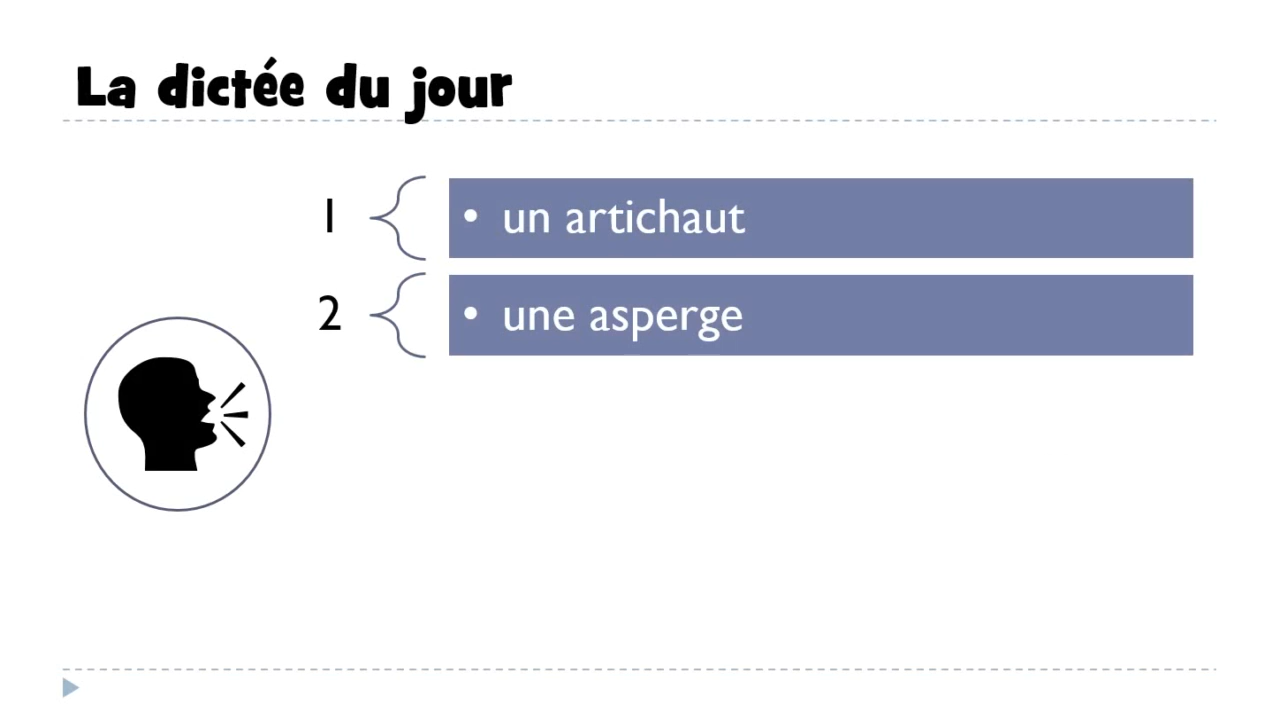 La dictée du jour
1
• un artichaut
2
• une asperge